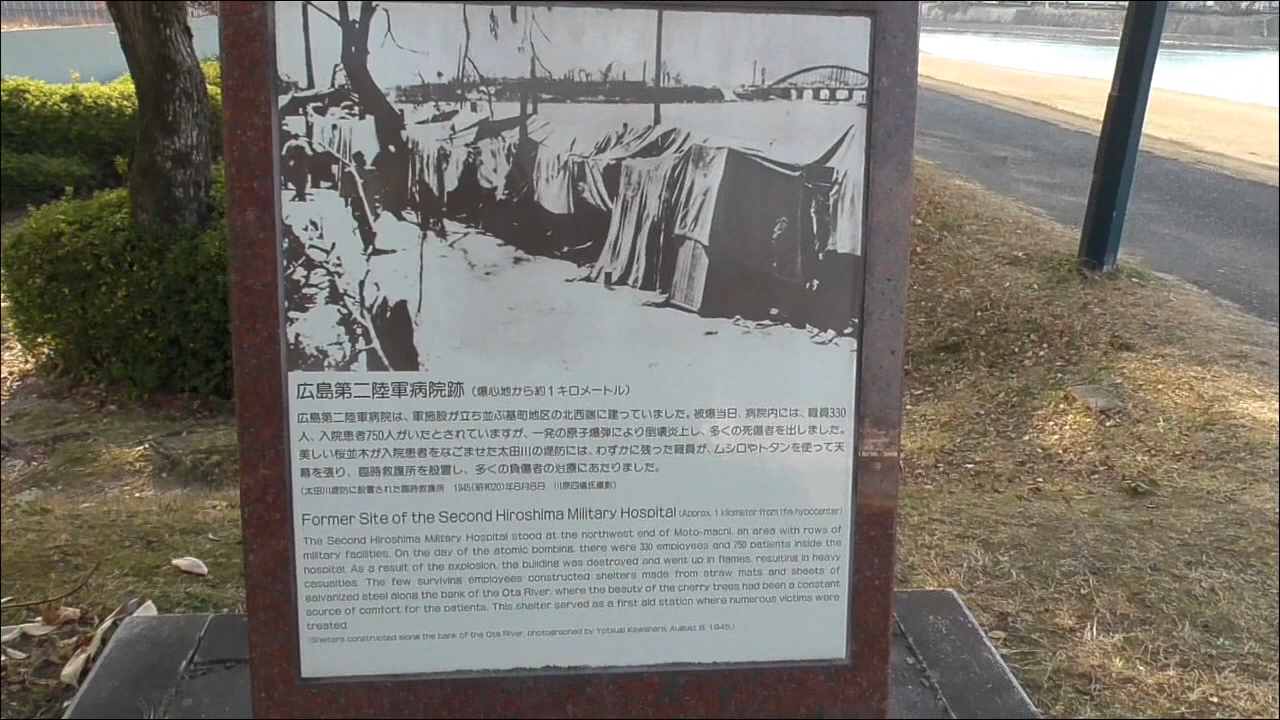 広島第二陸軍病院跡（爆心地から約１キロメートル）
広島第二陸軍病院は、軍施設が立ち並ぶ基町地区の北西端に建っていました。被爆当日、病院内には、職員330
人、入院患者750人がいたとされていますが、一発の原子爆弾により倒壊炎上し、多くの死傷者を出しました。
美しい桜並木が入院患者をなごませた太田川の堤防には、わずかに残った職員が、ムシロやトタンを使って天
幕を張り、臨時救護所を設置し、多くの負傷者の治療にあたりました。
（太田川堤防に設置された臨時救護所　1945(昭和20)年8月8日　川原四儀氏撮影）
Former Site of the Second Hiroshima Military Hospital (Approx. 1 kilometer from the hypocenter)
The Second Hiroshima Military Hospital stood at the northwest end of Moto-machi, an area with rows of
military facilities. On the day of the atomic bombing, there were 330 employees and 750 patients inside the
hospital. As a result of the explosion, the building was destroyed and went up in flames, resulting in heavy
casualties. The few surviving employees constructed shelters made from straw mats and sheets of
galvanized steel along the bank of the Ota River, where the beauty of the cherry trees had been a constant
source of comfort for the patients. This shelter served as a first aid station where numerous victims were
treated.
(Shelters constructed along the bank of the Ota River, photographed by Yotsugi Kawahara, August 8, 1945.)